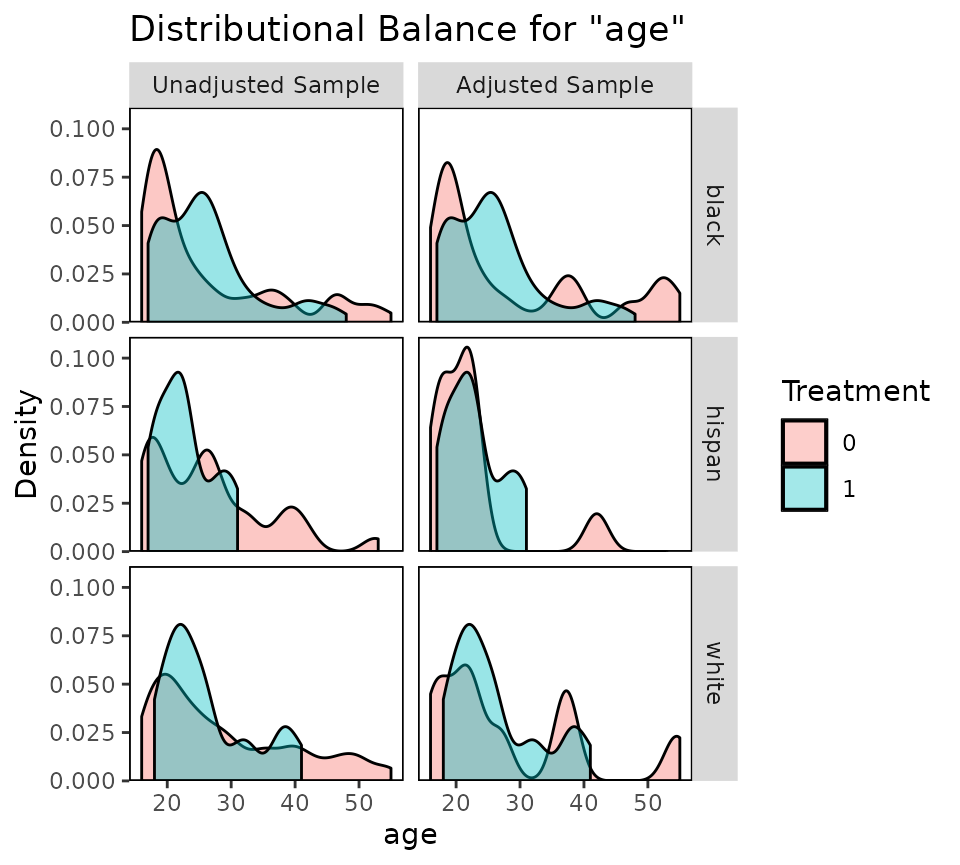 Distributional Balance for "age"
Unadjusted Sample
Adjusted Sample
0.100
0.075
0.050
0.025
0.000
black
0.100
0.075
0.050
0.025
0.000
hispan
0.100
0.075
0.050
0.025
0.000
white
Density
20 30 40 50
20 30 40 50
age
Treatment
0
1